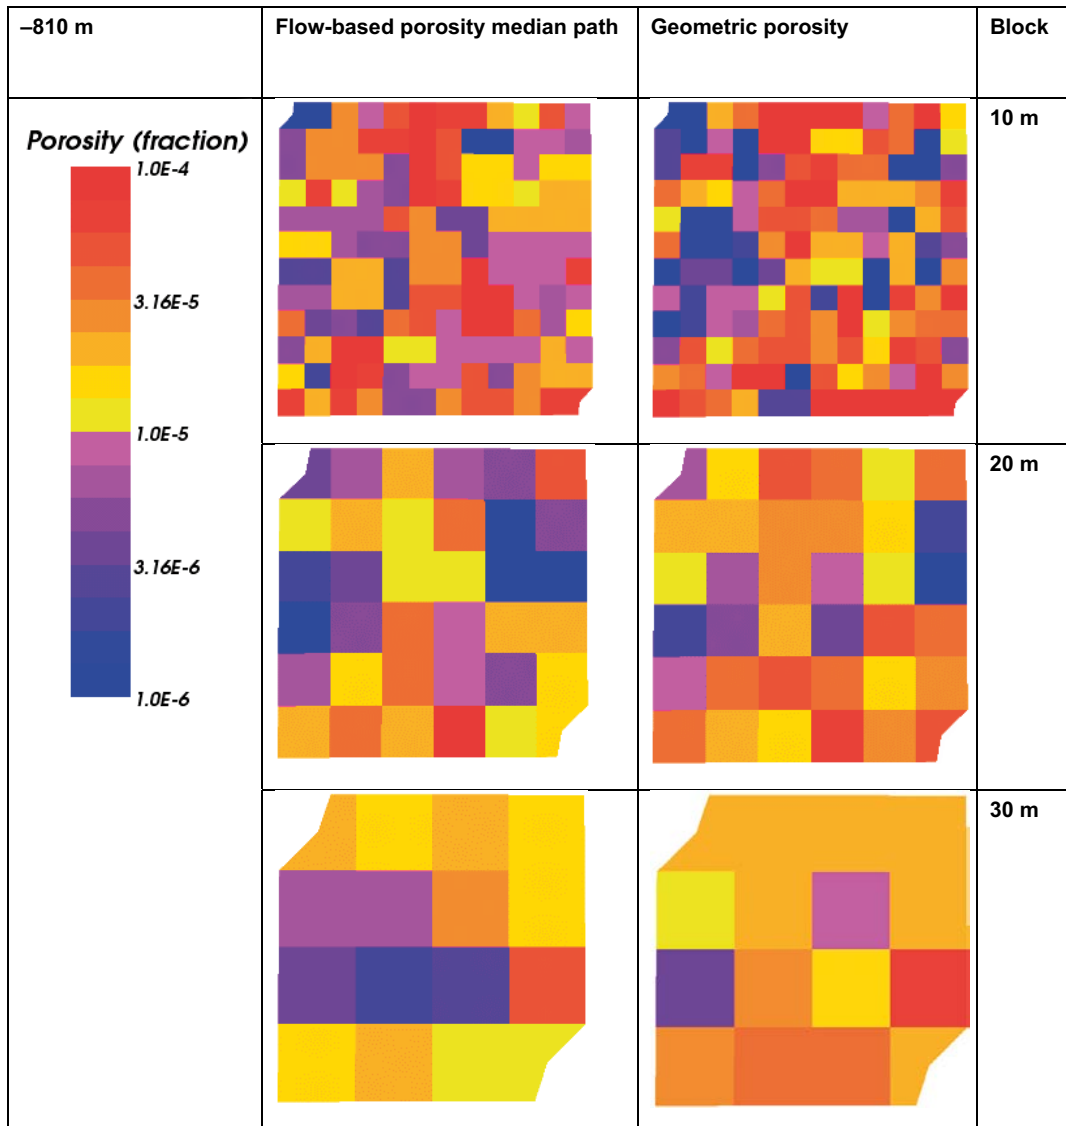 –810 m
Flow-based porosity median path
Geometric porosity
Block
Porosity (fraction)
1.0E-4
3.16E-5
1.0E-5
3.16E-6
1.0E-6
10 m
20 m
30 m